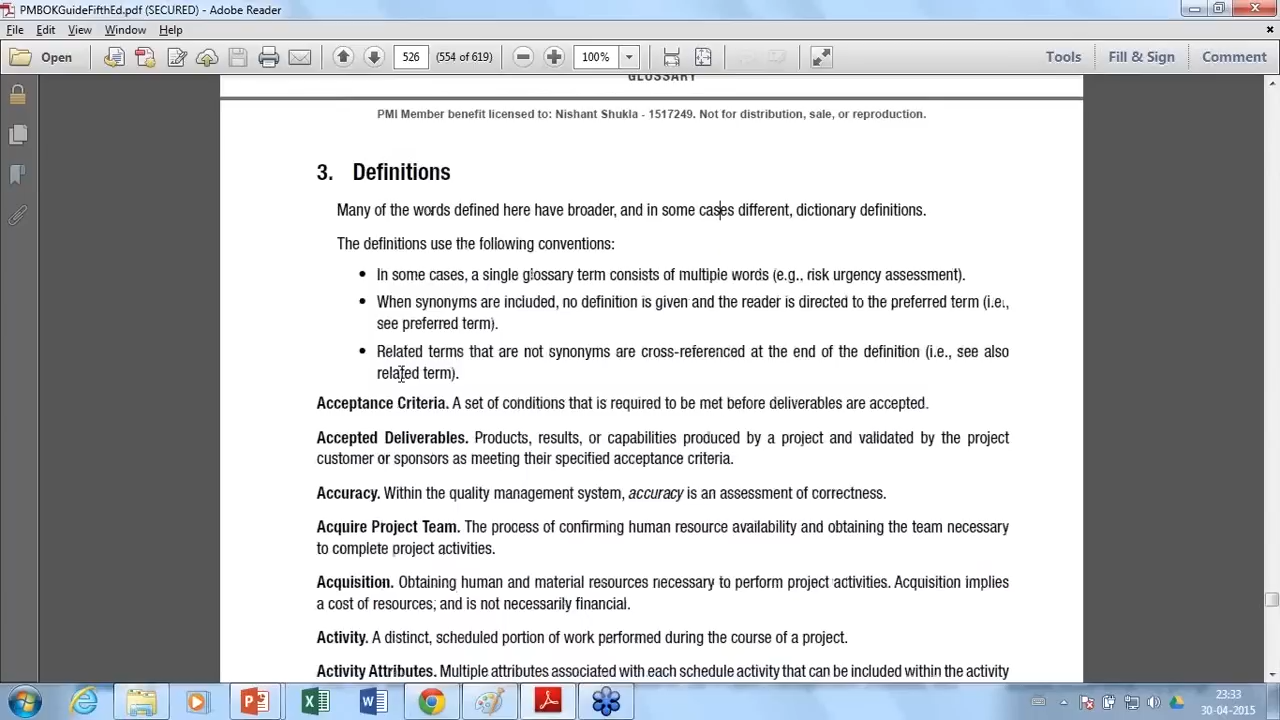 PMBOKGuideFifthEd.pdf (SECURED) - Adobe Reader
File Edit View Window Help
Open 526 (554 of 619) 100% Tools Fill & Sign Comment
GLOSSARY
PMI Member benefit licensed to: Nishant Shukla - 1517249. Not for distribution, sale, or reproduction.
3. Definitions
Many of the words defined here have broader, and in some cases different, dictionary definitions.
The definitions use the following conventions:
• In some cases, a single glossary term consists of multiple words (e.g., risk urgency assessment).
• When synonyms are included, no definition is given and the reader is directed to the preferred term (i.e.,
see preferred term).
• Related terms that are not synonyms are cross-referenced at the end of the definition (i.e., see also
related term).
Acceptance Criteria. A set of conditions that is required to be met before deliverables are accepted.
Accepted Deliverables. Products, results, or capabilities produced by a project and validated by the project
customer or sponsors as meeting their specified acceptance criteria.
Accuracy. Within the quality management system, accuracy is an assessment of correctness.
Acquire Project Team. The process of confirming human resource availability and obtaining the team necessary
to complete project activities.
Acquisition. Obtaining human and material resources necessary to perform project activities. Acquisition implies
a cost of resources, and is not necessarily financial.
Activity. A distinct, scheduled portion of work performed during the course of a project.
Activity Attributes. Multiple attributes associated with each schedule activity that can be included within the activity
23:33
30-04-2015